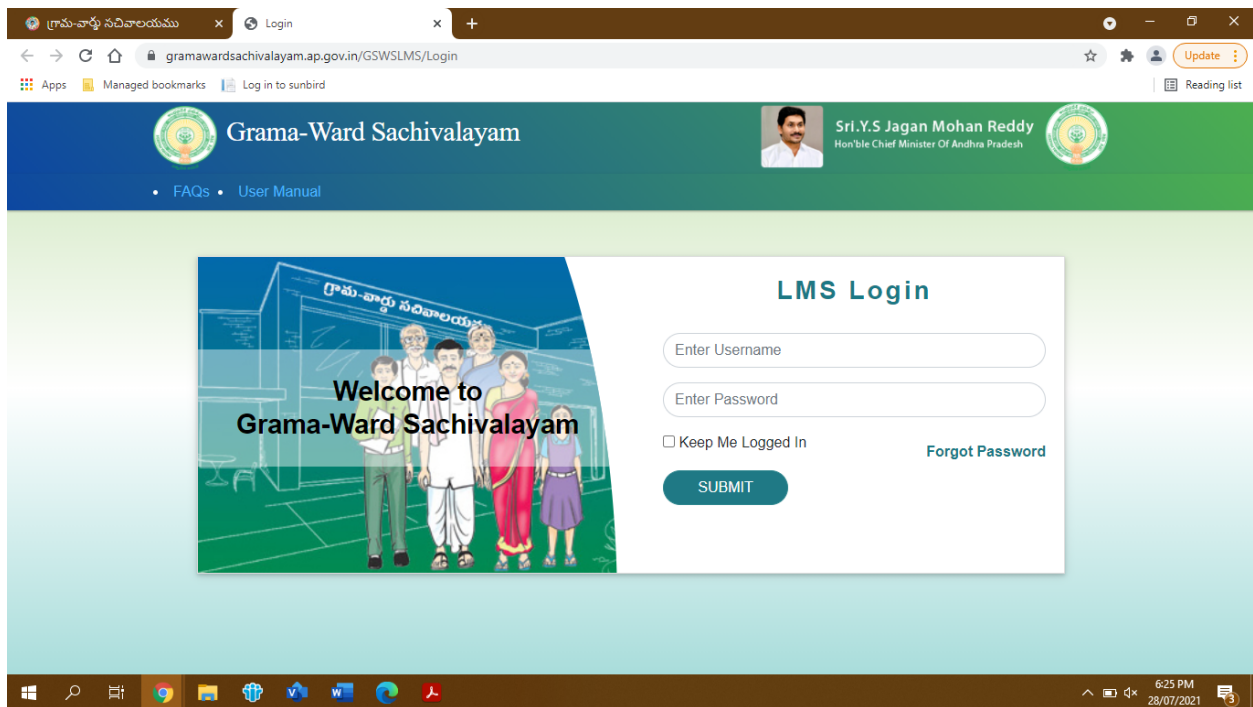 గ్రామ-వార్డు సచివాలయము
Login
gramawardsachivalayam.ap.gov.in/GSWSLMS/Login
Update
Apps
Managed bookmarks
Log in to sunbird
Reading list
Grama-Ward Sachivalayam
Sri.Y.S Jagan Mohan Reddy
Hon'ble Chief Minister Of Andhra Pradesh
• FAQs • User Manual
గ్రామ-వార్డు సచివాలయము
Welcome to
Grama-Ward Sachivalayam
LMS Login
Enter Username
Enter Password
Keep Me Logged In
Forgot Password
SUBMIT
6:25 PM
28/07/2021
3